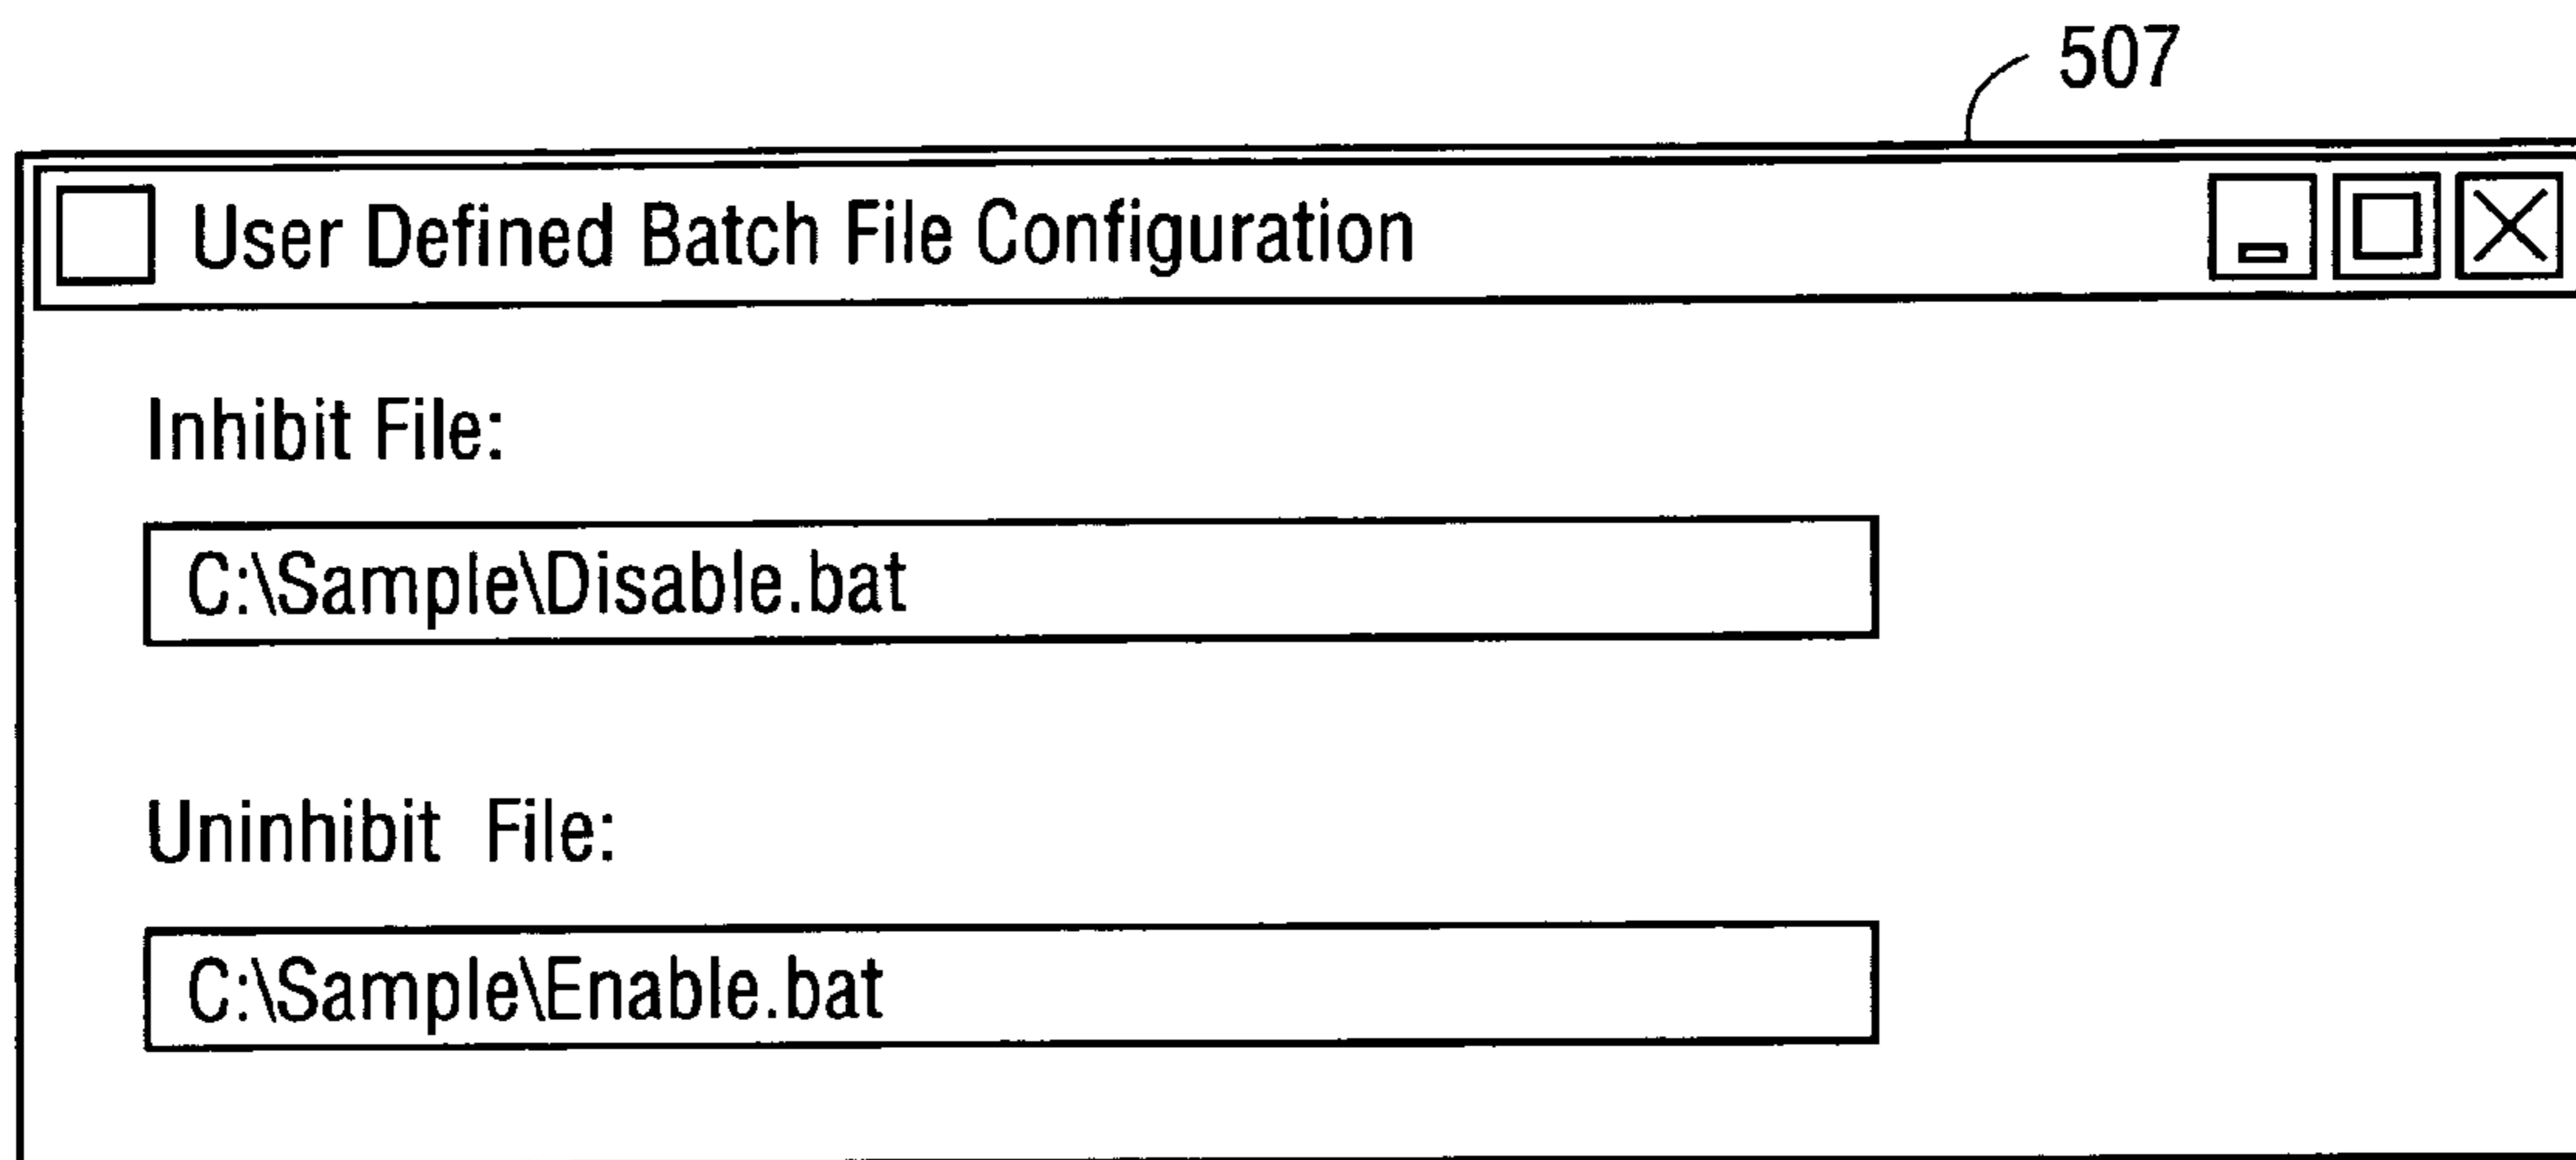 507
User Defined Batch File Configuration
Inhibit File:
C:\Sample\Disable.bat
Uninhibit File:
C:\Sample\Enable.bat